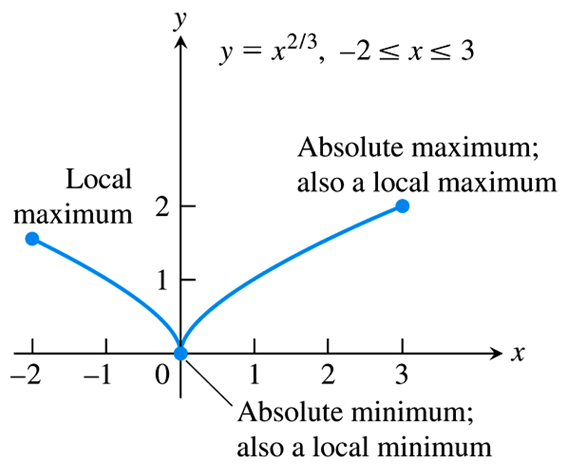 y
y = x^{2/3}, –2 ≤ x ≤ 3
Absolute maximum;
also a local maximum
Local
maximum
2
1
–2 –1 0 1 2 3 x
Absolute minimum;
also a local minimum